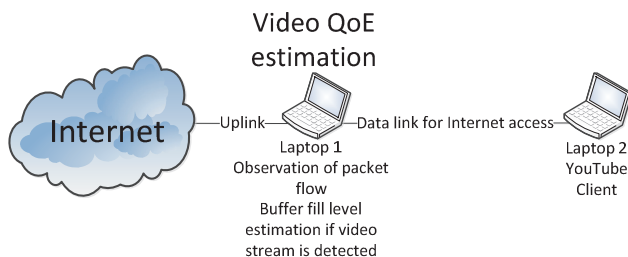 Video QoE
estimation
Internet
Uplink
Data link for Internet access
Laptop 1
Observation of packet
flow
Buffer fill level
estimation if video
stream is detected
Laptop 2
YouTube
Client